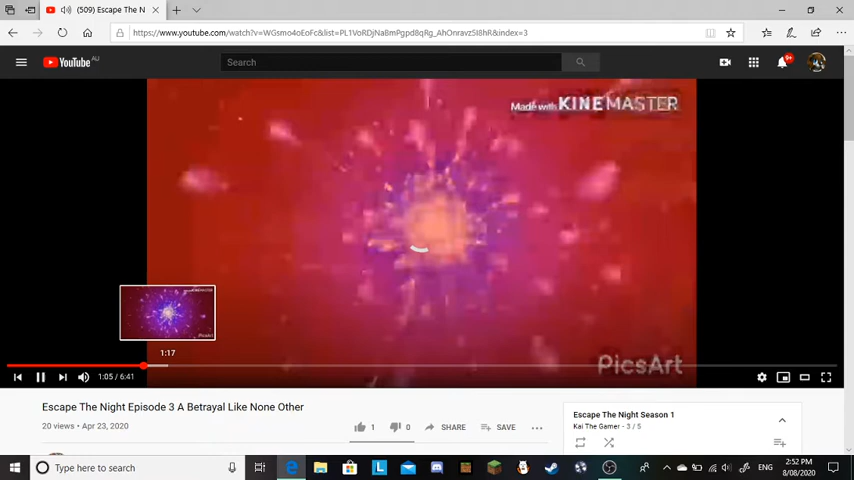 (509) Escape The N
https://www.youtube.com/watch?v=WGsmo4oEoFc&list=PL1VoRDjNaBmPgpd8qRg_AhOnravzSI8hR&index=3
YouTube AU
Search
9+
Made with KINEMASTER
PicsArt
1:17
1:05 / 6:41
Escape The Night Episode 3 A Betrayal Like None Other
20 views • Apr 23, 2020
1
0
SHARE
SAVE
Escape The Night Season 1
Kai The Gamer - 3 / 5
Type here to search
ENG
2:52 PM
8/08/2020